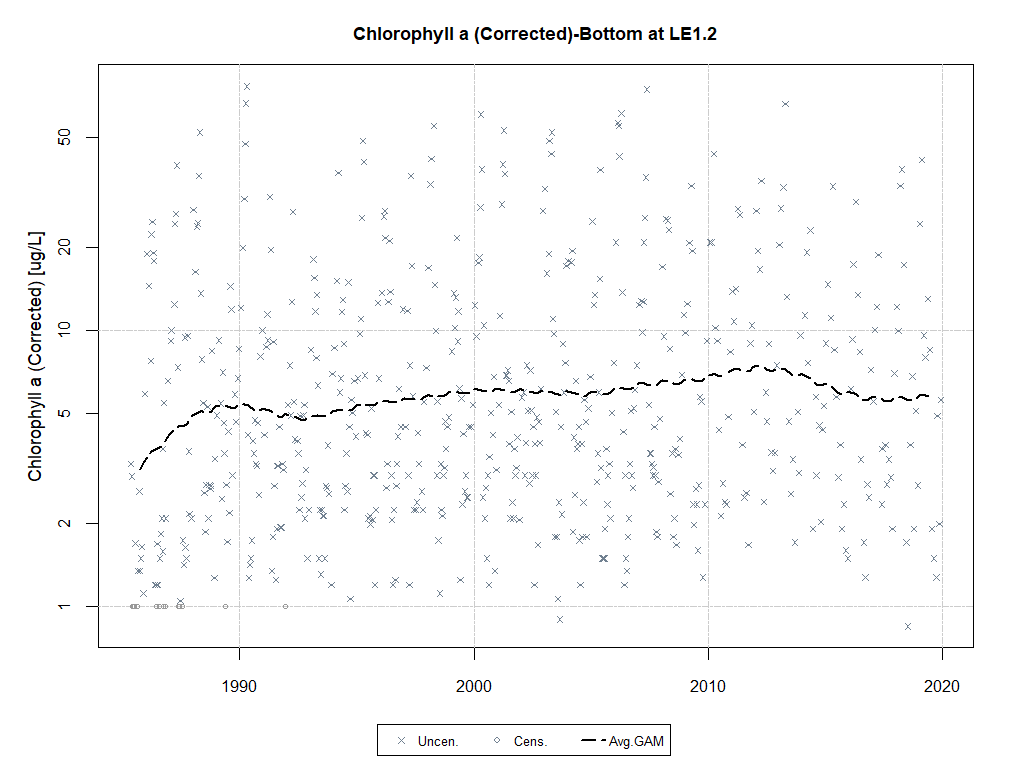 Chlorophyll a (Corrected)-Bottom at LE1.2
Chlorophyll a (Corrected) [ug/L]
50
20
10
5
2
1
1990 2000 2010 2020
Uncen. Cens. Avg.GAM